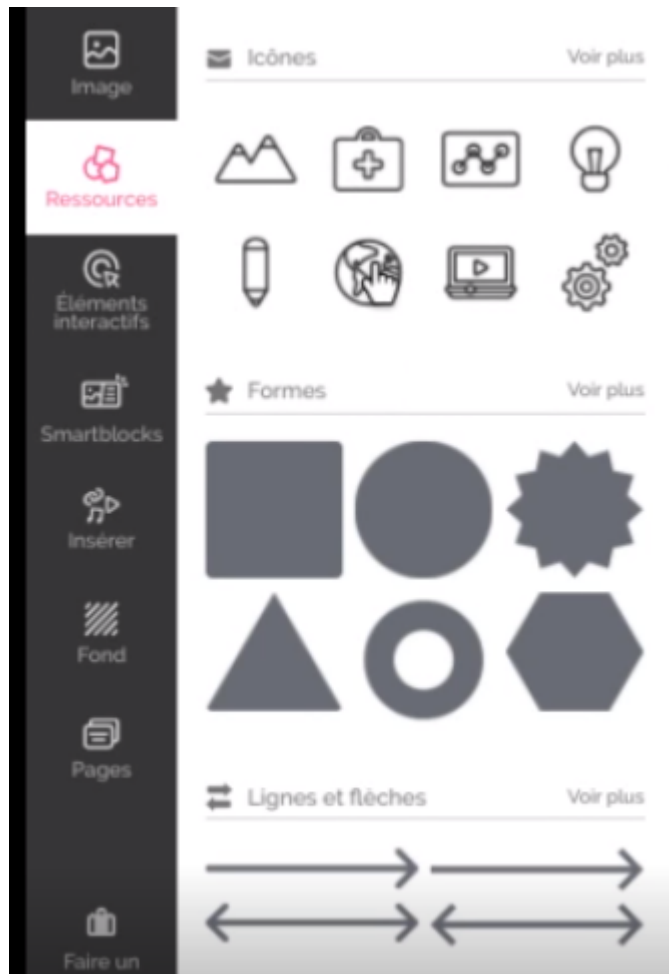 Image
Ressources
Éléments
interactifs
Smartblocks
Insérer
Fond
Pages
Faire un
Icônes
Voir plus
Formes
Voir plus
Lignes et flèches
Voir plus